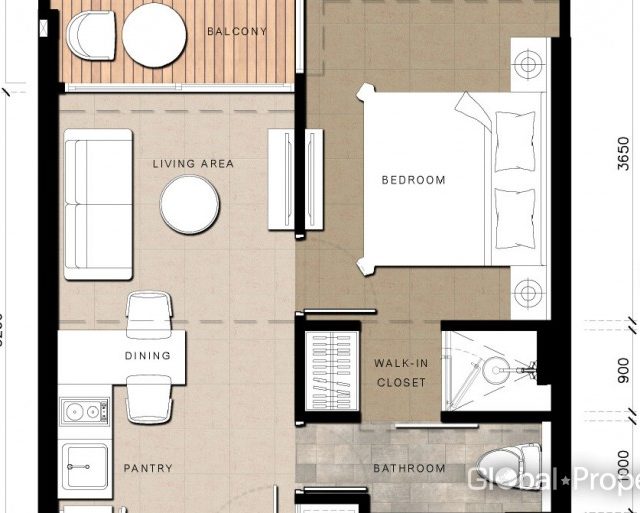 BALCONY
LIVING AREA
BEDROOM
3650
DINING
WALK-IN
CLOSET
900
PANTRY
BATHROOM
Global Prope